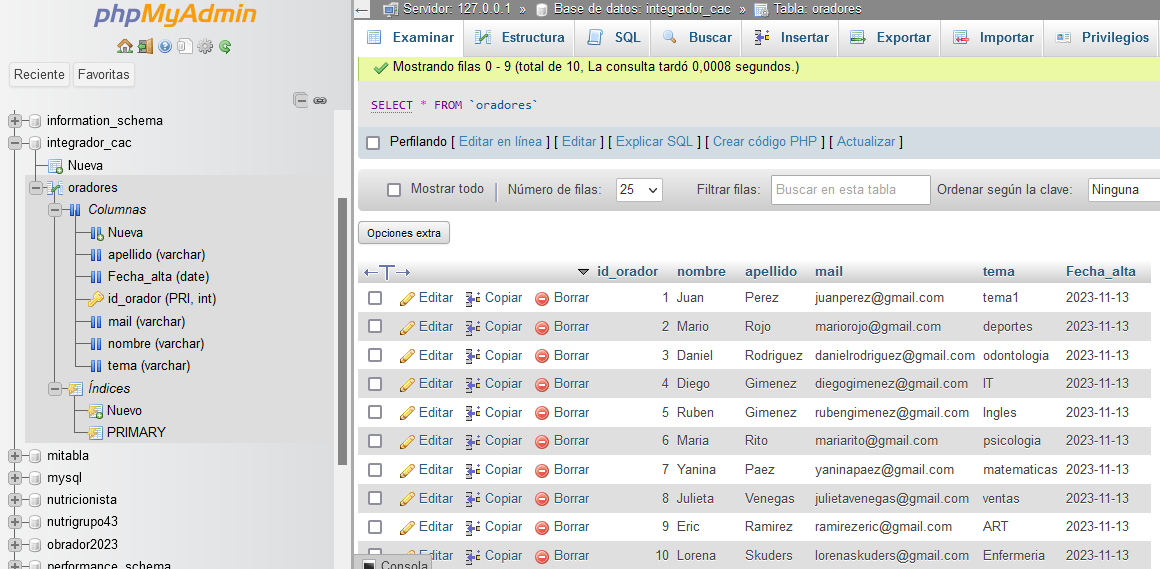 phpMyAdmin
Reciente Favoritas
information_schema
integrador_cac
Nueva
oradores
Columnas
Nueva
apellido (varchar)
Fecha_alta (date)
id_orador (PRI, int)
mail (varchar)
nombre (varchar)
tema (varchar)
Índices
Nuevo
PRIMARY
mitabla
mysql
nutricionista
nutrigrupo43
obrador2023
performance_schema
Servidor: 127.0.0.1 » Base de datos: integrador_cac » Tabla: oradores
Examinar Estructura SQL Buscar Insertar Exportar Importar Privilegios
Mostrando filas 0 - 9 (total de 10, La consulta tardó 0,0008 segundos.)
SELECT * FROM `oradores`
Perfilando [ Editar en línea ] [ Editar ] [ Explicar SQL ] [ Crear código PHP ] [ Actualizar ]
Mostrar todo | Número de filas: 25 Filtrar filas: Buscar en esta tabla Ordenar según la clave: Ninguna
Opciones extra
←T→ id_orador nombre apellido mail tema Fecha_alta
Editar Copiar Borrar 1 Juan Perez juanperez@gmail.com tema1 2023-11-13
Editar Copiar Borrar 2 Mario Rojo mariorojo@gmail.com deportes 2023-11-13
Editar Copiar Borrar 3 Daniel Rodriguez danielrodriguez@gmail.com odontologia 2023-11-13
Editar Copiar Borrar 4 Diego Gimenez diegogimenez@gmail.com IT 2023-11-13
Editar Copiar Borrar 5 Ruben Gimenez rubengimenez@gmail.com Ingles 2023-11-13
Editar Copiar Borrar 6 Maria Rito mariarito@gmail.com psicologia 2023-11-13
Editar Copiar Borrar 7 Yanina Paez yaninapaez@gmail.com matematicas 2023-11-13
Editar Copiar Borrar 8 Julieta Venegas julietavenegas@gmail.com ventas 2023-11-13
Editar Copiar Borrar 9 Eric Ramirez ramirezeric@gmail.com ART 2023-11-13
Editar Copiar Borrar 10 Lorena Skuders lorenaskuders@gmail.com Enfermeria 2023-11-13
Consola